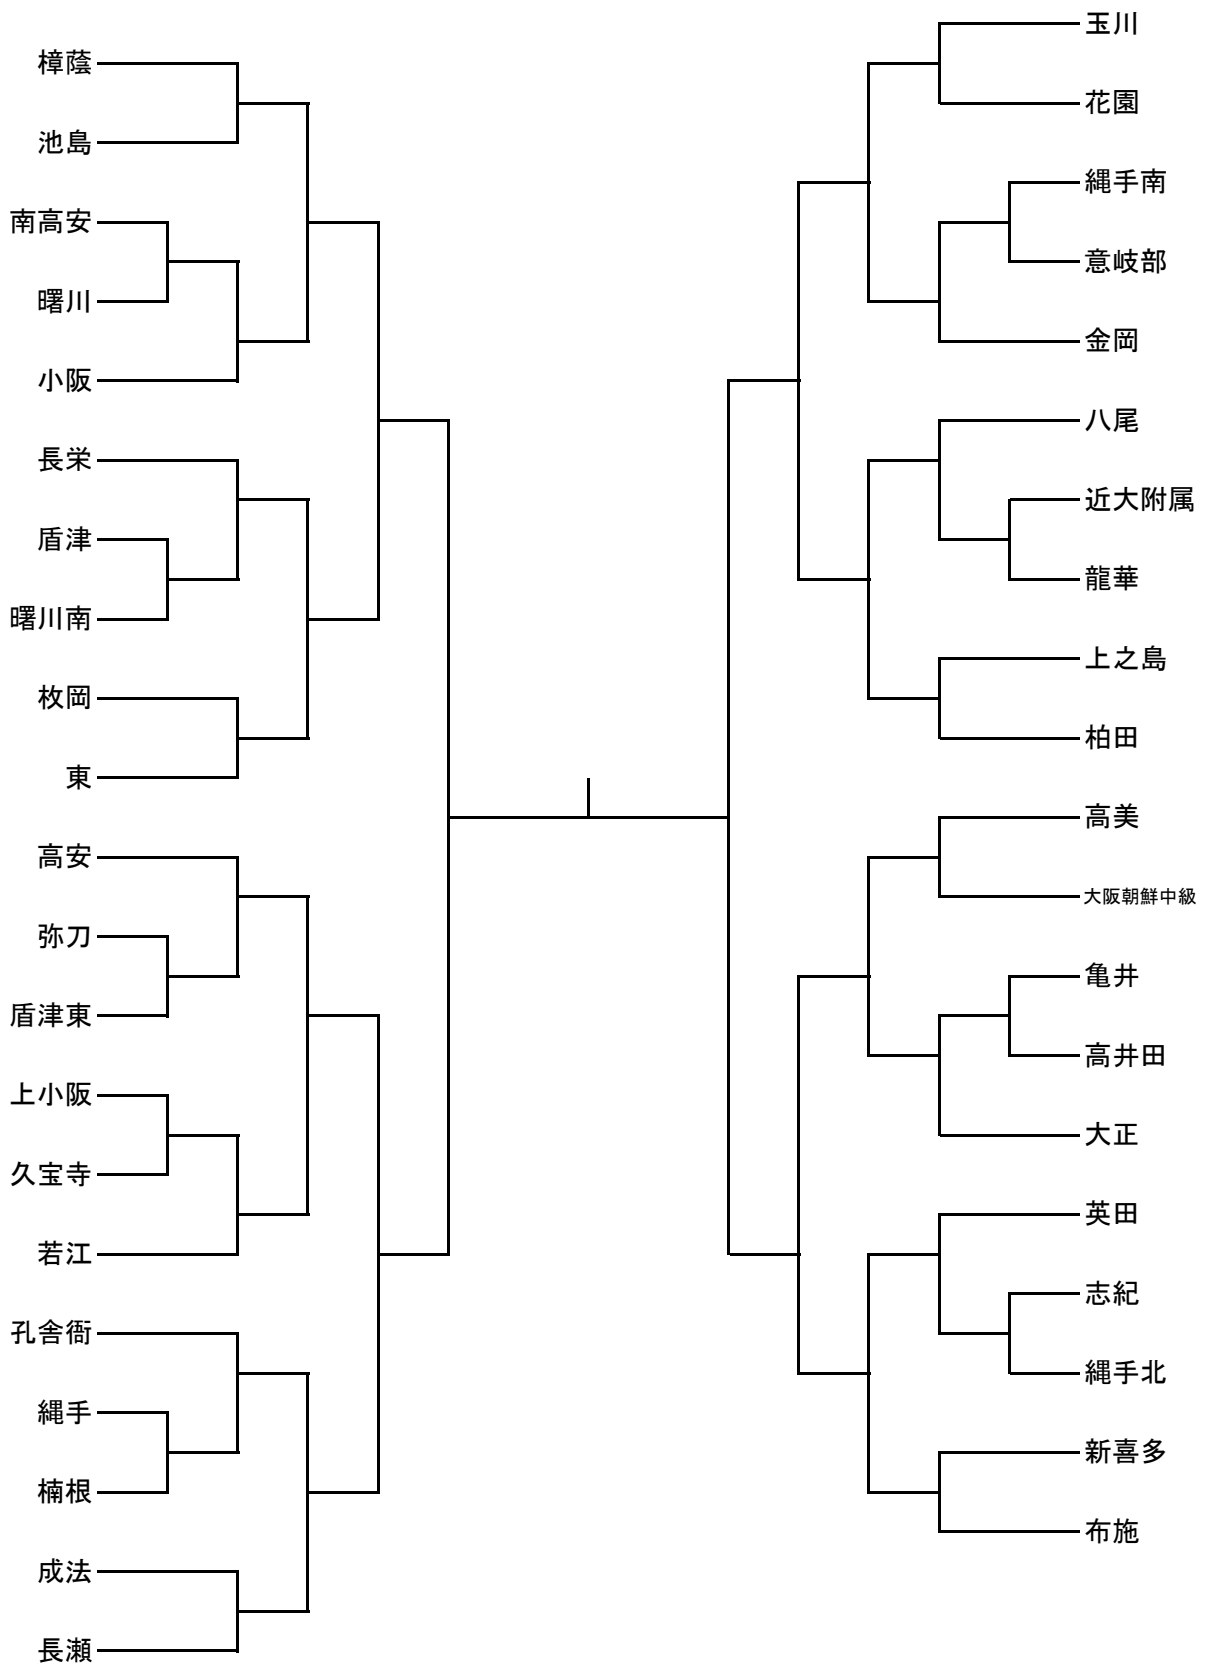 樟蔭
池島
南高安
曙川
小阪
長栄
盾津
曙川南
枚岡
東
高安
弥刀
盾津東
上小阪
久宝寺
若江
孔舎衙
縄手
楠根
成法
長瀬
玉川
花園
縄手南
意岐部
金岡
八尾
近大附属
龍華
上之島
柏田
高美
大阪朝鮮中級
亀井
高井田
大正
英田
志紀
縄手北
新喜多
布施